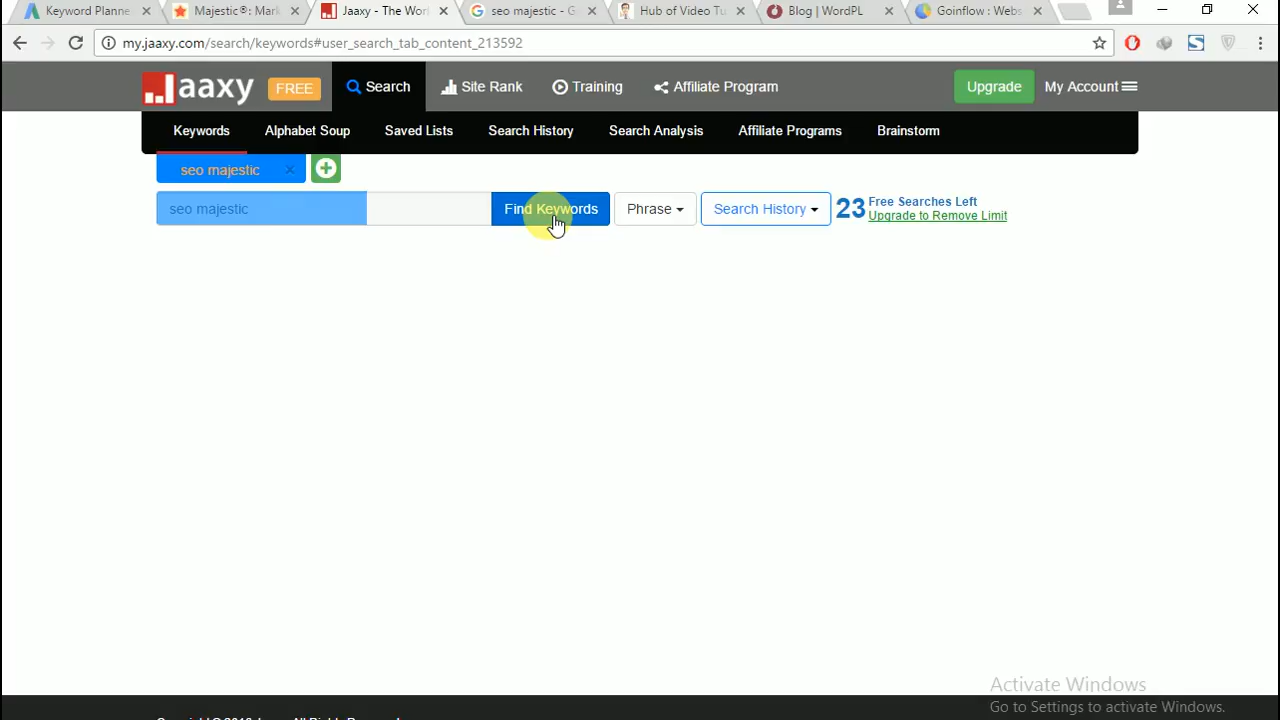 Keyword Planne
Majestic®: Mark
Jaaxy - The Worl
seo majestic - G
Hub of Video Tu
Blog | WordPL
Goinflow : Webs
my.jaaxy.com/search/keywords#user_search_tab_content_213592
Jaaxy FREE Search Site Rank Training Affiliate Program Upgrade My Account
Keywords Alphabet Soup Saved Lists Search History Search Analysis Affiliate Programs Brainstorm
seo majestic
seo majestic Find Keywords Phrase Search History 23 Free Searches Left
Upgrade to Remove Limit
Activate Windows
Go to Settings to activate Windows.